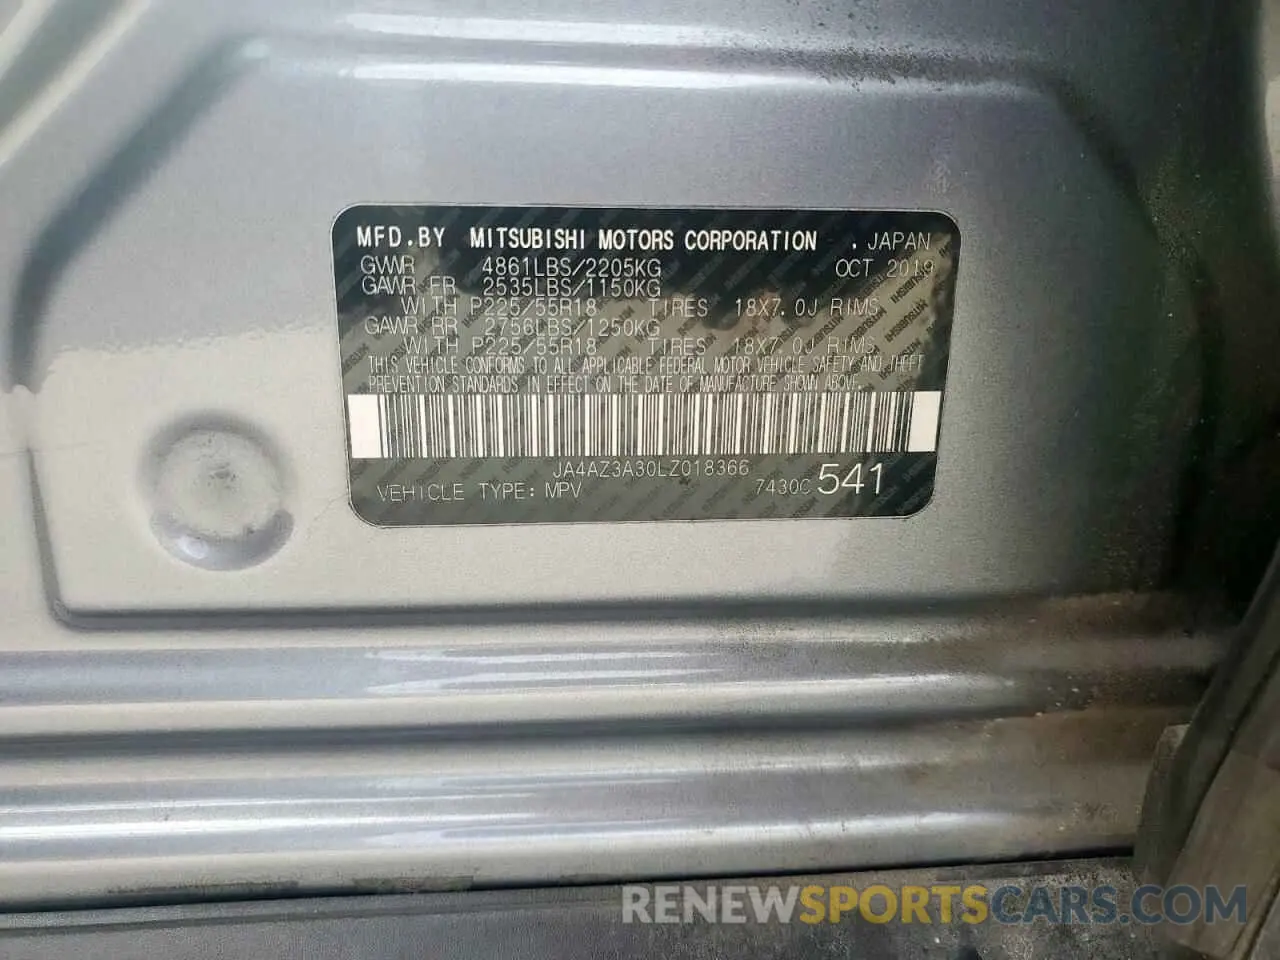 MFD.BY MITSUBISHI MOTORS CORPORATION . JAPAN
GVWR 4861LBS/2205KG OCT 2019
GAWR FR 2535LBS/1150KG
WITH P225/55R18 TIRES 18X7.0J RIMS
GAWR RR 2756LBS/1250KG
WITH P225/55R18 TIRES 18X7.0J RIMS
THIS VEHICLE CONFORMS TO ALL APPLICABLE FEDERAL MOTOR VEHICLE SAFETY AND THEFT
PREVENTION STANDARDS IN EFFECT ON THE DATE OF MANUFACTURE SHOWN ABOVE.
JA4AZ3A30LZ018366
VEHICLE TYPE: MPV 7430C 541
RENEWSPORTSCARS.COM